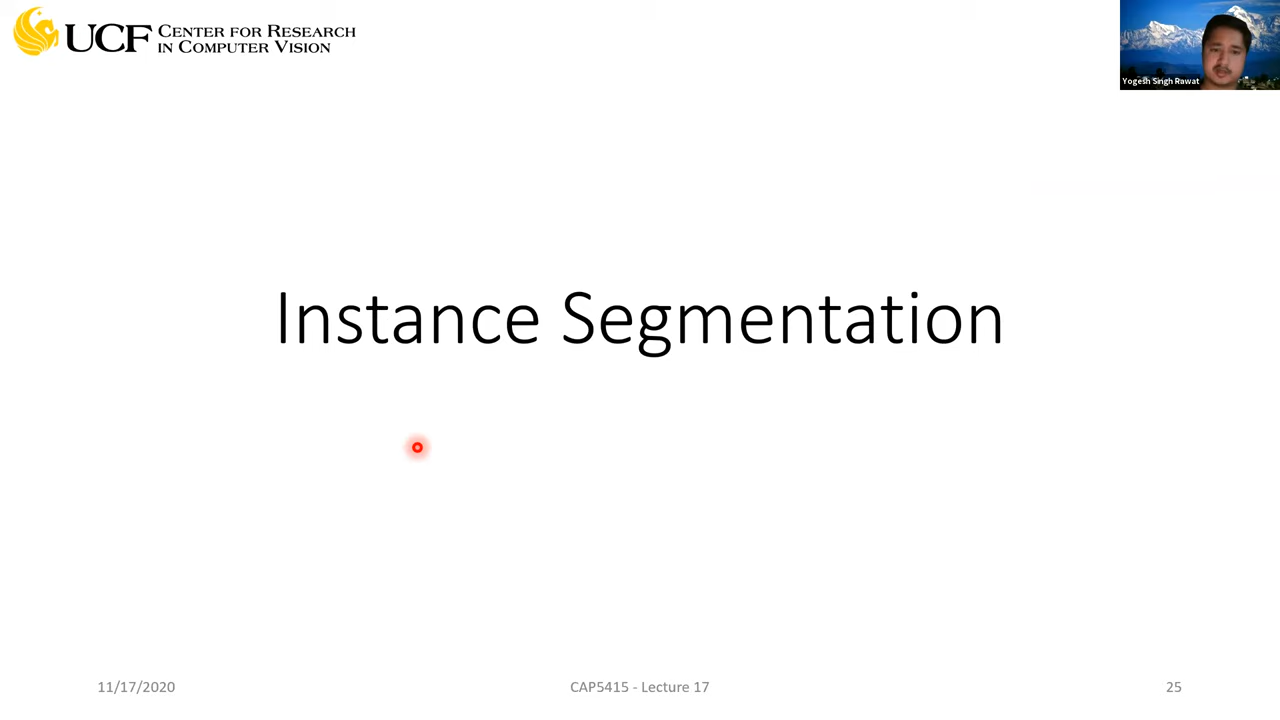 UCF CENTER FOR RESEARCH
IN COMPUTER VISION
Yogesh Singh Rawat
Instance Segmentation
11/17/2020
CAP5415 - Lecture 17
25